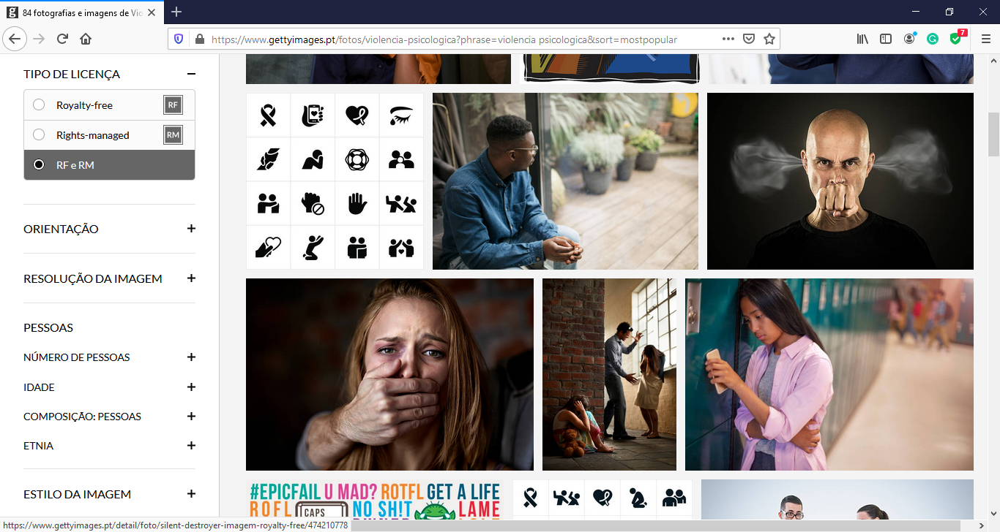 84 fotografias e imagens de Vio
https://www.gettyimages.pt/fotos/violencia-psicologica?phrase=violencia psicologica&sort=mostpopular
7
TIPO DE LICENÇA
Royalty-free RF
Rights-managed RM
RF e RM
ORIENTAÇÃO
RESOLUÇÃO DA IMAGEM
PESSOAS
NÚMERO DE PESSOAS
IDADE
COMPOSIÇÃO: PESSOAS
ETNIA
ESTILO DA IMAGEM
#EPICFAIL U MAD? ROTFL GET A LIFE
ROFL CAPS NO SH!T LAME
https://www.gettyimages.pt/detail/foto/silent-destroyer-imagem-royalty-free/474210778